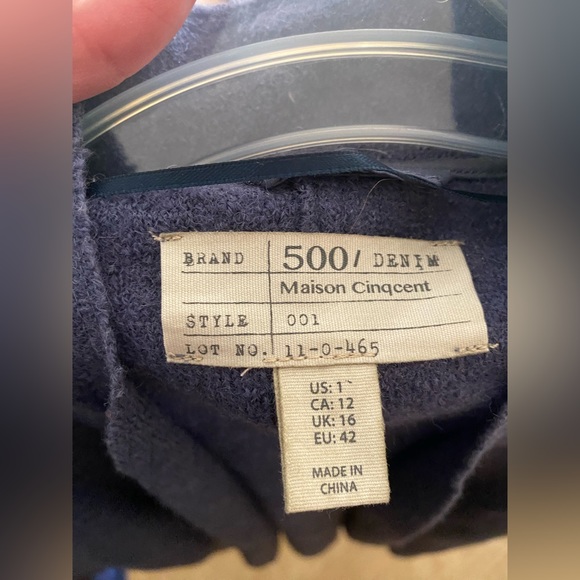 BRAND 500/ DENIM
Maison Cinqcent
STYLE 001
LOT NO. 11-0-465
US: 1
CA: 12
UK: 16
EU: 42
MADE IN
CHINA